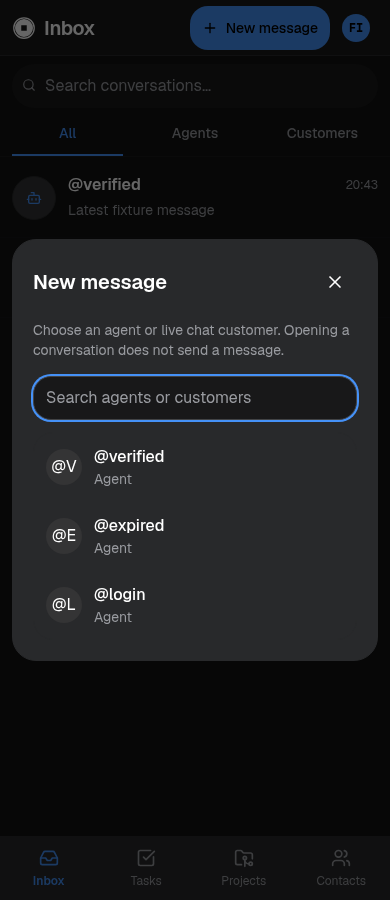 Inbox
New message
FI
Search conversations...
All
Agents
Customers
@verified
20:43
Latest fixture message
New message
Choose an agent or live chat customer. Opening a
conversation does not send a message.
Search agents or customers
@V
@verified
Agent
@E
@expired
Agent
@L
@login
Agent
Inbox
Tasks
Projects
Contacts